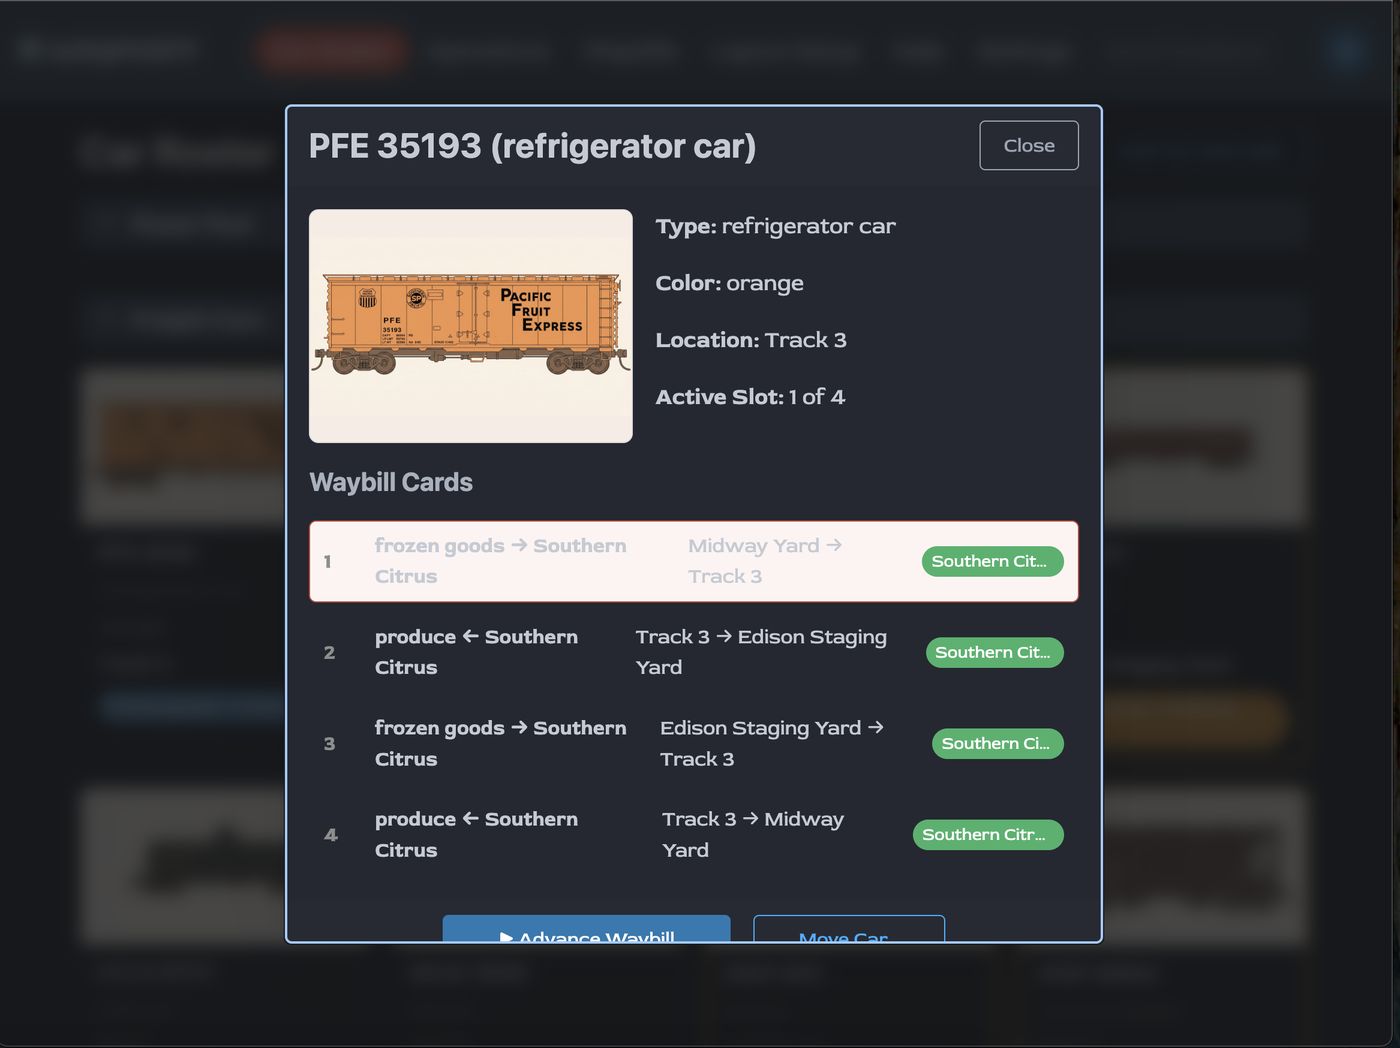 PFE 35193 (refrigerator car)
Close
PACIFIC
FRUIT
EXPRESS
PFE
35193
SP
Type: refrigerator car
Color: orange
Location: Track 3
Active Slot: 1 of 4
Waybill Cards
1
frozen goods → Southern
Citrus
Midway Yard →
Track 3
Southern Cit...
2
produce ← Southern
Citrus
Track 3 → Edison Staging
Yard
Southern Cit...
3
frozen goods → Southern
Citrus
Edison Staging Yard →
Track 3
Southern Ci...
4
produce ← Southern
Citrus
Track 3 → Midway
Yard
Southern Citr...
▶ Advance Waybill
Move Car